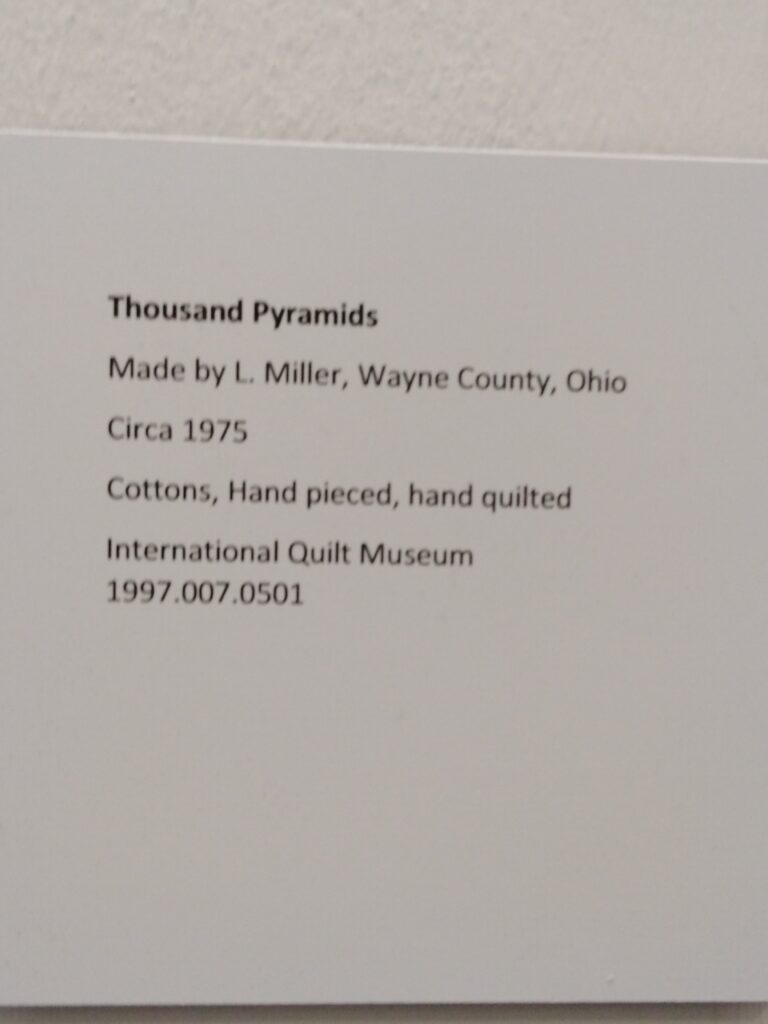 Thousand Pyramids
Made by L. Miller, Wayne County, Ohio
Circa 1975
Cottons, Hand pieced, hand quilted
International Quilt Museum
1997.007.0501